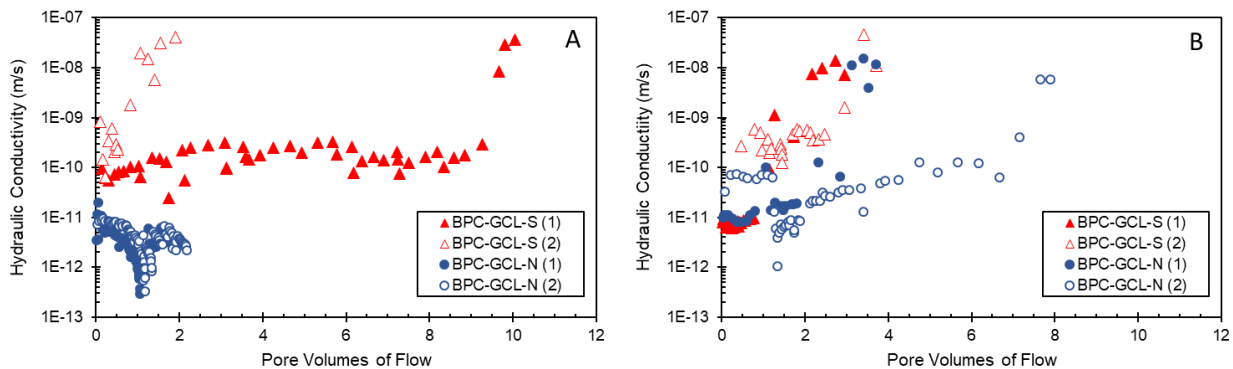 A
Hydraulic Conductivity (m/s)
1E-07
1E-08
1E-09
1E-10
1E-11
1E-12
1E-13
BPC-GCL-S (1)
BPC-GCL-S (2)
BPC-GCL-N (1)
BPC-GCL-N (2)
0 2 4 6 8 10 12
Pore Volumes of Flow
B
Hydraulic Conductiity (m/s)
1E-07
1E-08
1E-09
1E-10
1E-11
1E-12
1E-13
BPC-GCL-S (1)
BPC-GCL-S (2)
BPC-GCL-N (1)
BPC-GCL-N (2)
0 2 4 6 8 10 12
Pore Volumes of Flow